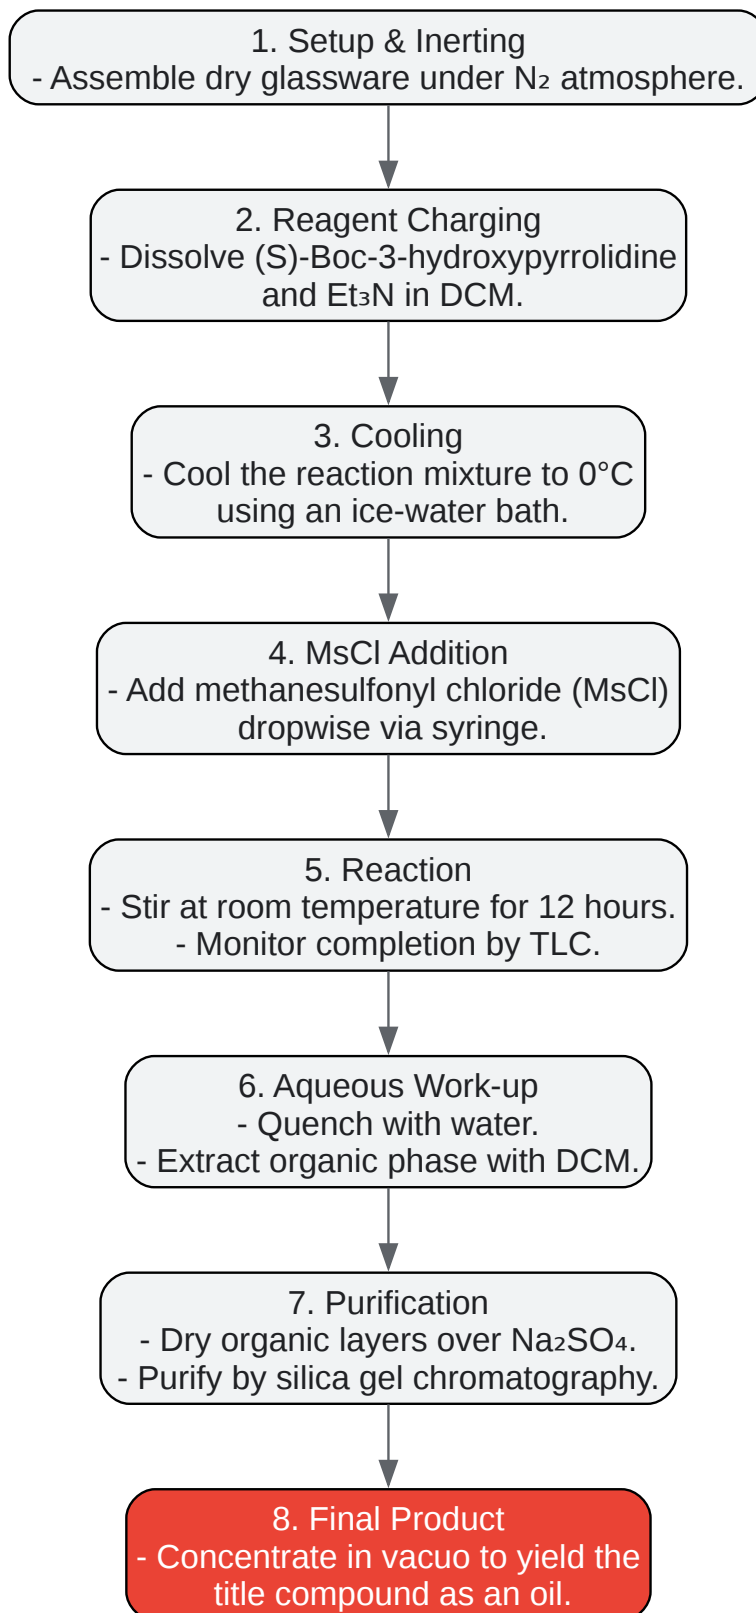 1. Setup & Inerting
- Assemble dry glassware under N₂ atmosphere.
2. Reagent Charging
- Dissolve (S)-Boc-3-hydroxypyrrolidine
and Et₃N in DCM.
3. Cooling
- Cool the reaction mixture to 0°C
using an ice-water bath.
4. MsCl Addition
- Add methanesulfonyl chloride (MsCl)
dropwise via syringe.
5. Reaction
- Stir at room temperature for 12 hours.
- Monitor completion by TLC.
6. Aqueous Work-up
- Quench with water.
- Extract organic phase with DCM.
7. Purification
- Dry organic layers over Na₂SO₄.
- Purify by silica gel chromatography.
8. Final Product
- Concentrate in vacuo to yield the
title compound as an oil.